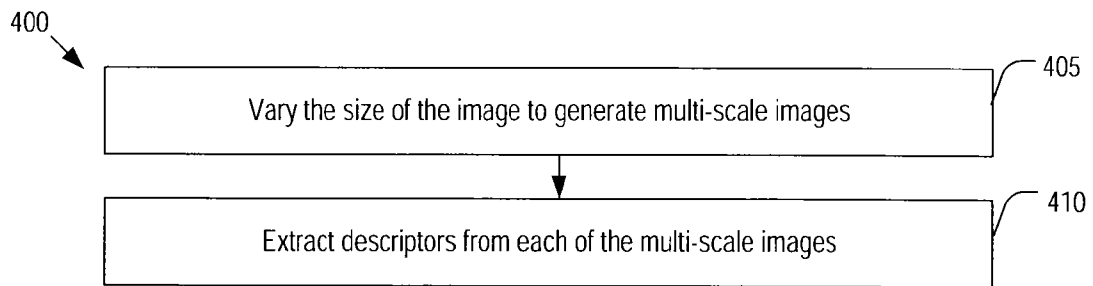 400
405
Vary the size of the image to generate multi-scale images
410
Extract descriptors from each of the multi-scale images